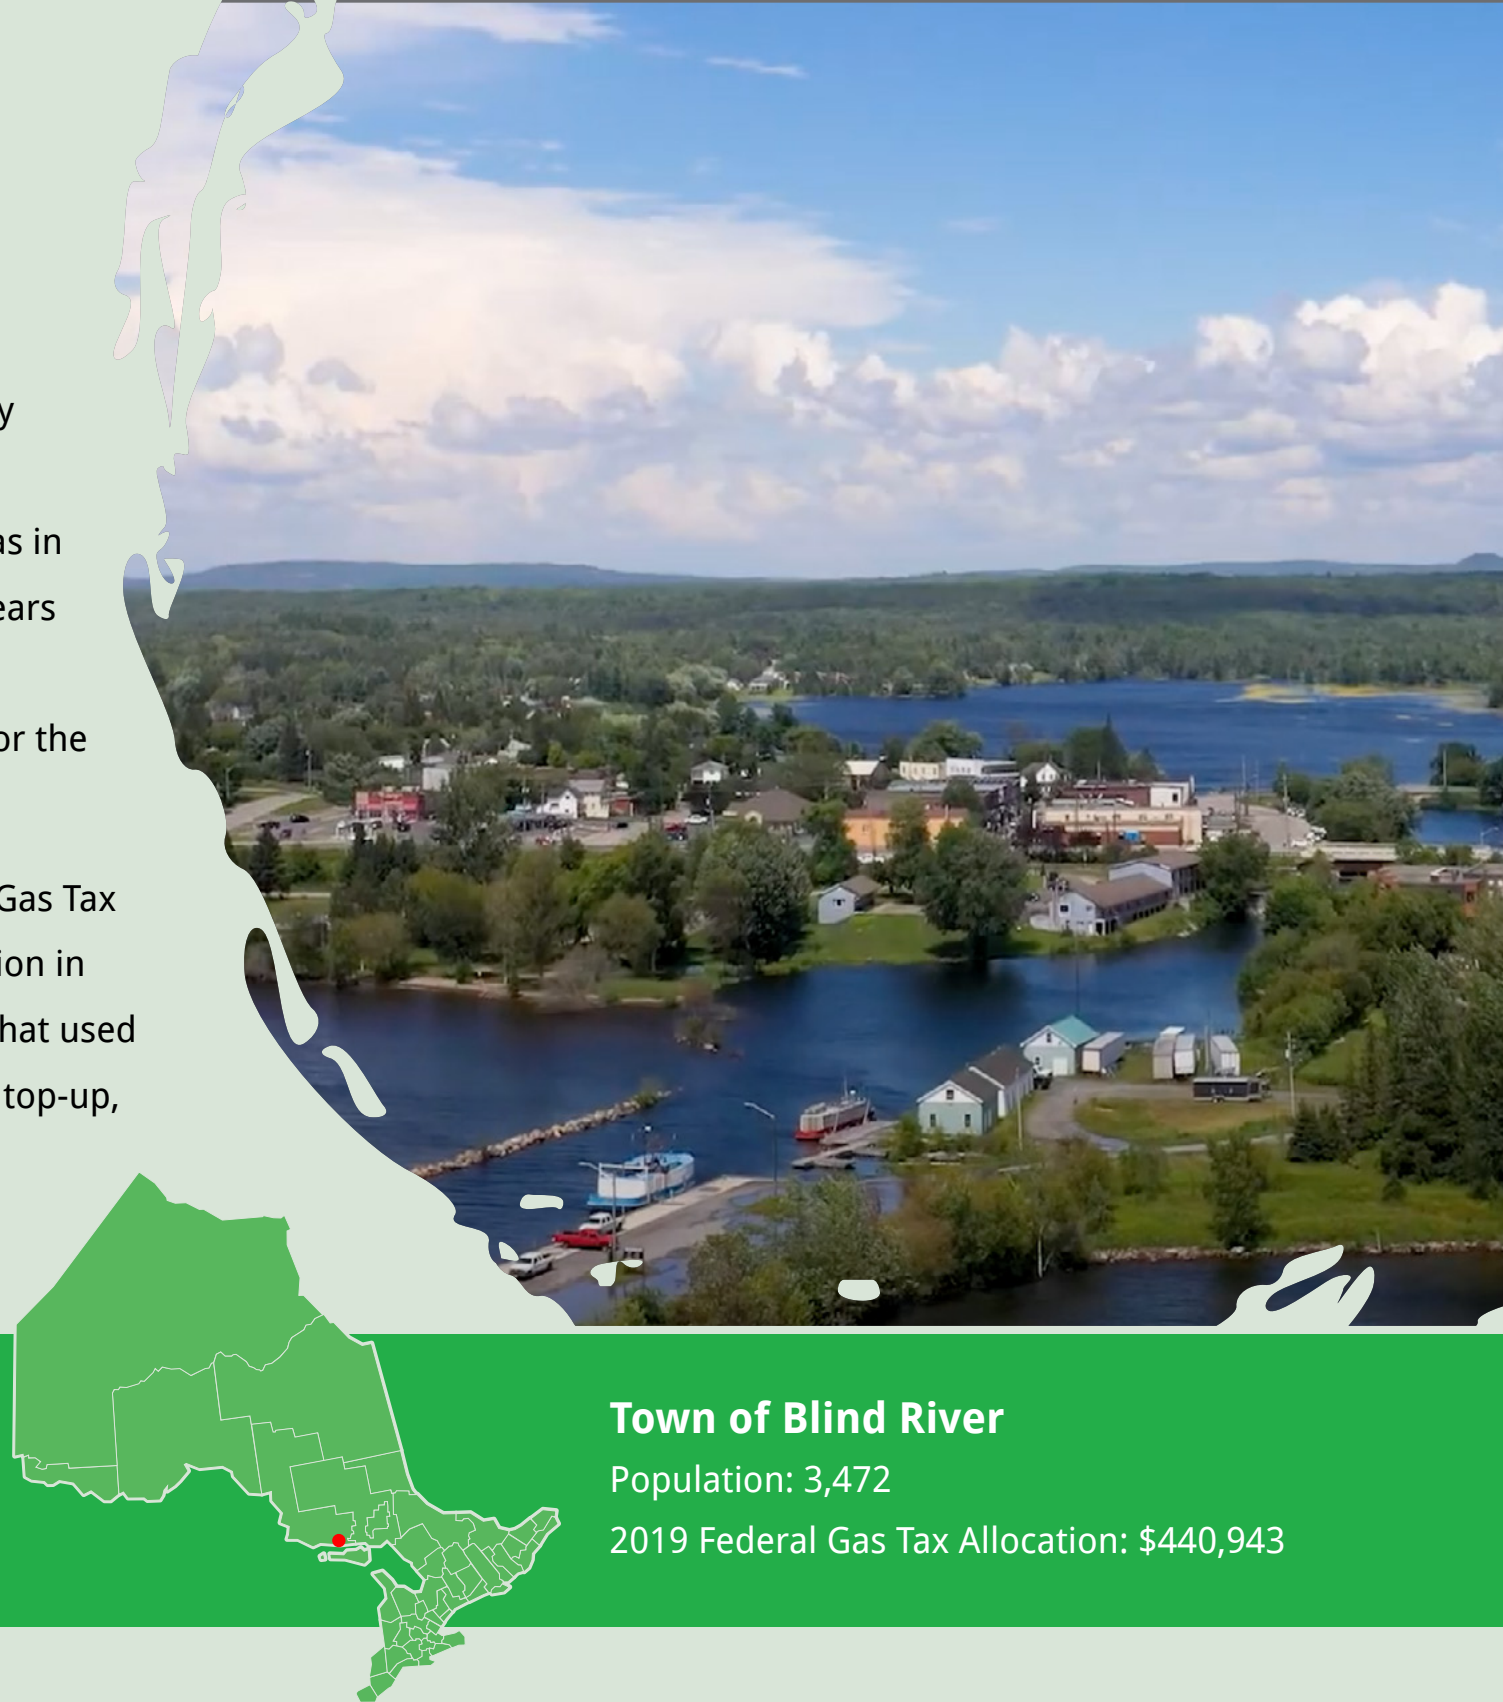 y
as in
ears
or the
Gas Tax
ion in
hat used
top-up,
Town of Blind River
Population: 3,472
2019 Federal Gas Tax Allocation: $440,943